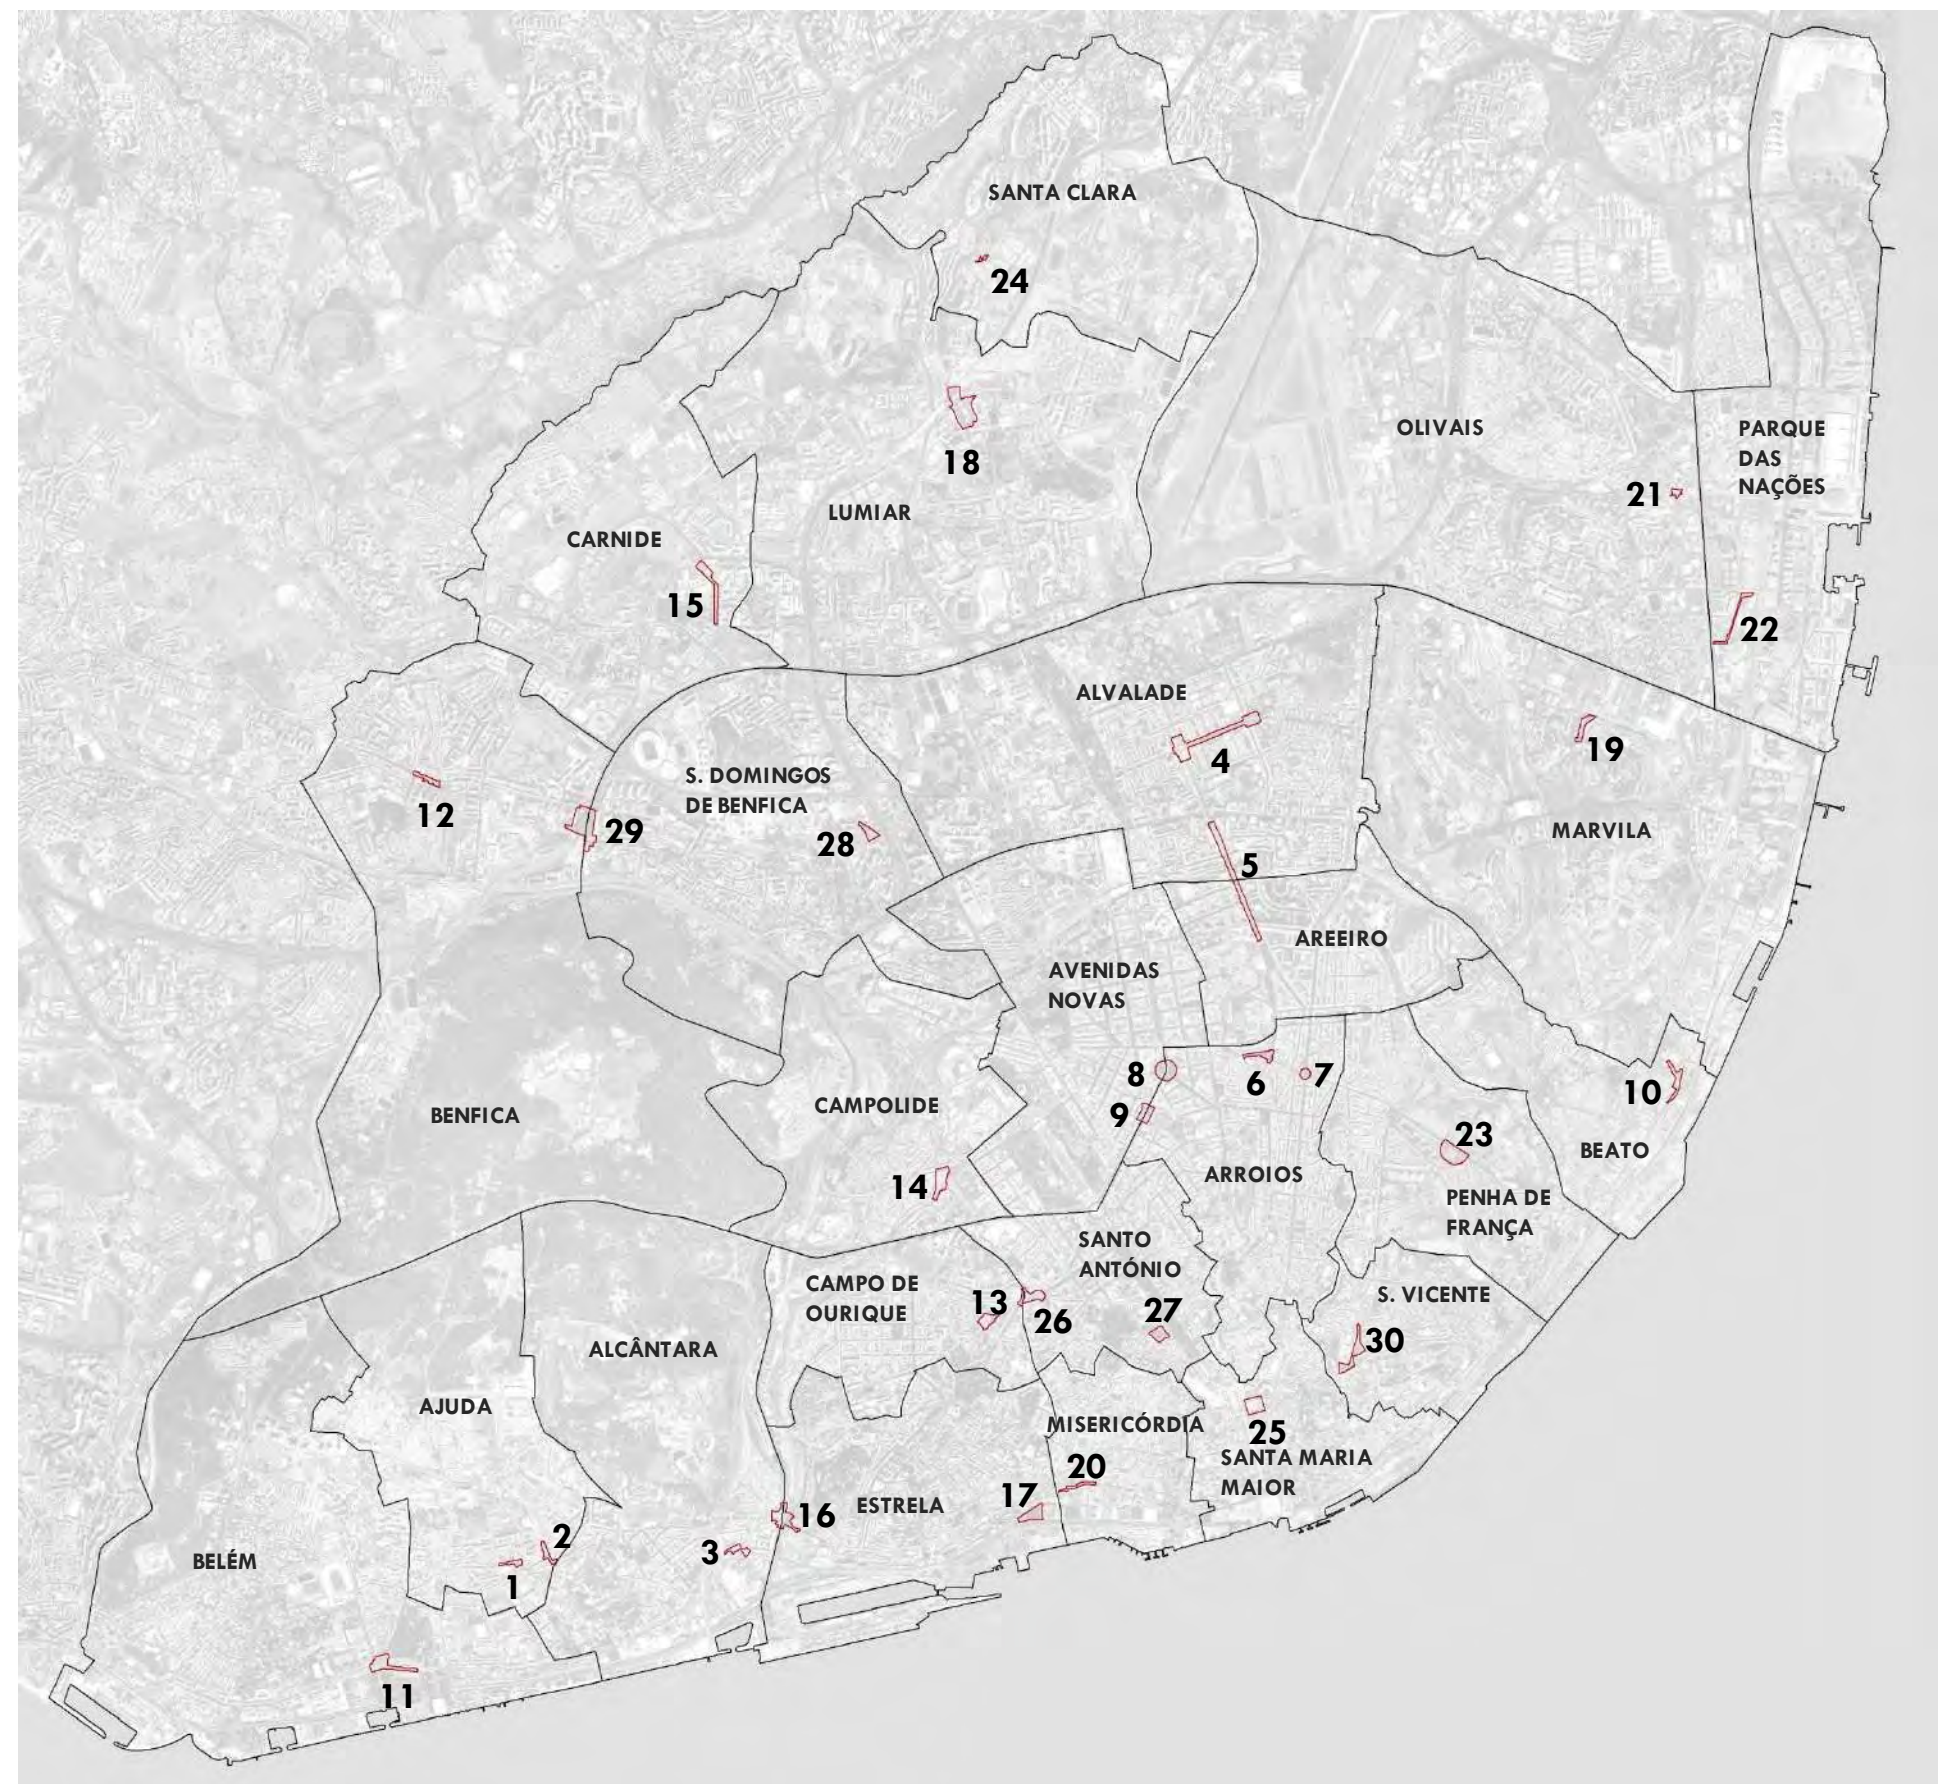 SANTA CLARA
24
OLIVAIS
PARQUE
DAS
NAÇÕES
18
21
LUMIAR
CARNIDE
15
22
ALVALADE
4
19
S. DOMINGOS
DE BENFICA
12
29
28
MARVILA
5
AREEIRO
AVENIDAS
NOVAS
8
6
7
10
9
CAMPOLIDE
BENFICA
23
BEATO
ARROIOS
14
PENHA DE
FRANÇA
SANTO
ANTÓNIO
CAMPO DE
OURIQUE
13
26
27
S. VICENTE
30
ALCÂNTARA
AJUDA
MISERICÓRDIA
25
SANTA MARIA
MAIOR
20
17
ESTRELA
16
3
2
1
BELÉM
11